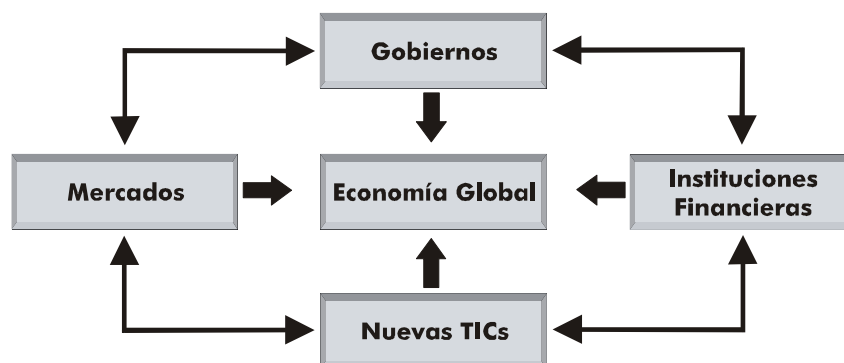 Gobiernos
Mercados
Economía Global
Instituciones
Financieras
Nuevas TICs